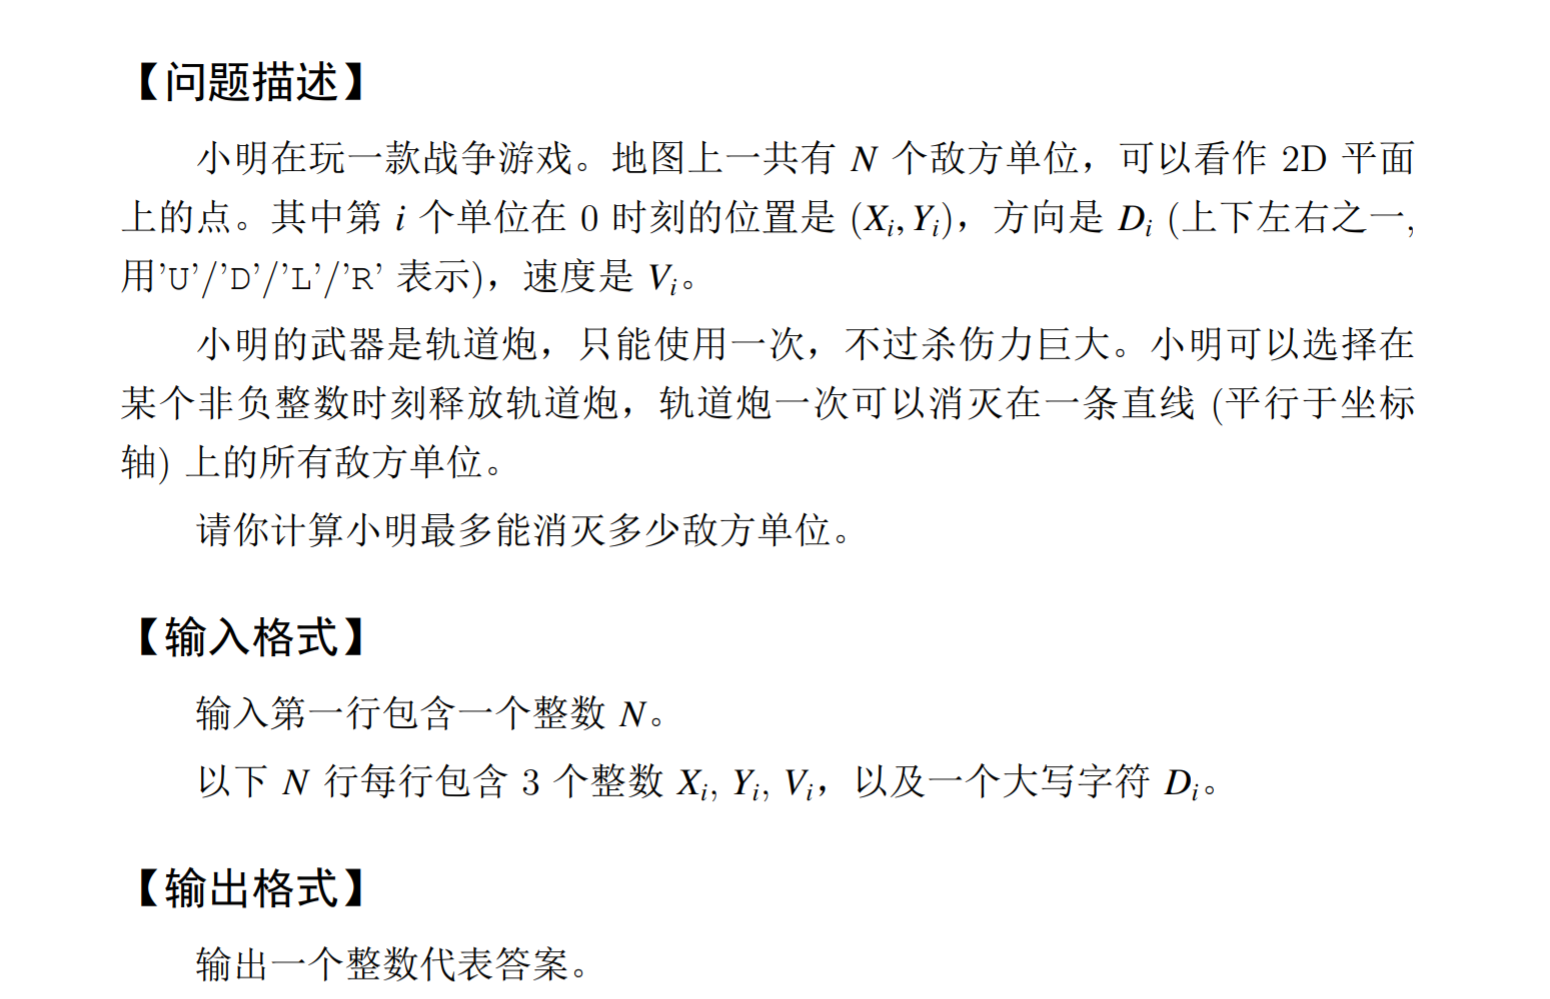 【问题描述】
小明在玩一款战争游戏。地图上一共有 N 个敌方单位，可以看作 2D 平面
上的点。其中第 i 个单位在 0 时刻的位置是 (Xi, Yi)，方向是 Di (上下左右之一,
用’U’/’D’/’L’/’R’ 表示)，速度是 Vi。
小明的武器是轨道炮，只能使用一次，不过杀伤力巨大。小明可以选择在
某个非负整数时刻释放轨道炮，轨道炮一次可以消灭在一条直线 (平行于坐标
轴) 上的所有敌方单位。
请你计算小明最多能消灭多少敌方单位。
【输入格式】
输入第一行包含一个整数 N。
以下 N 行每行包含 3 个整数 Xi, Yi, Vi，以及一个大写字符 Di。
【输出格式】
输出一个整数代表答案。